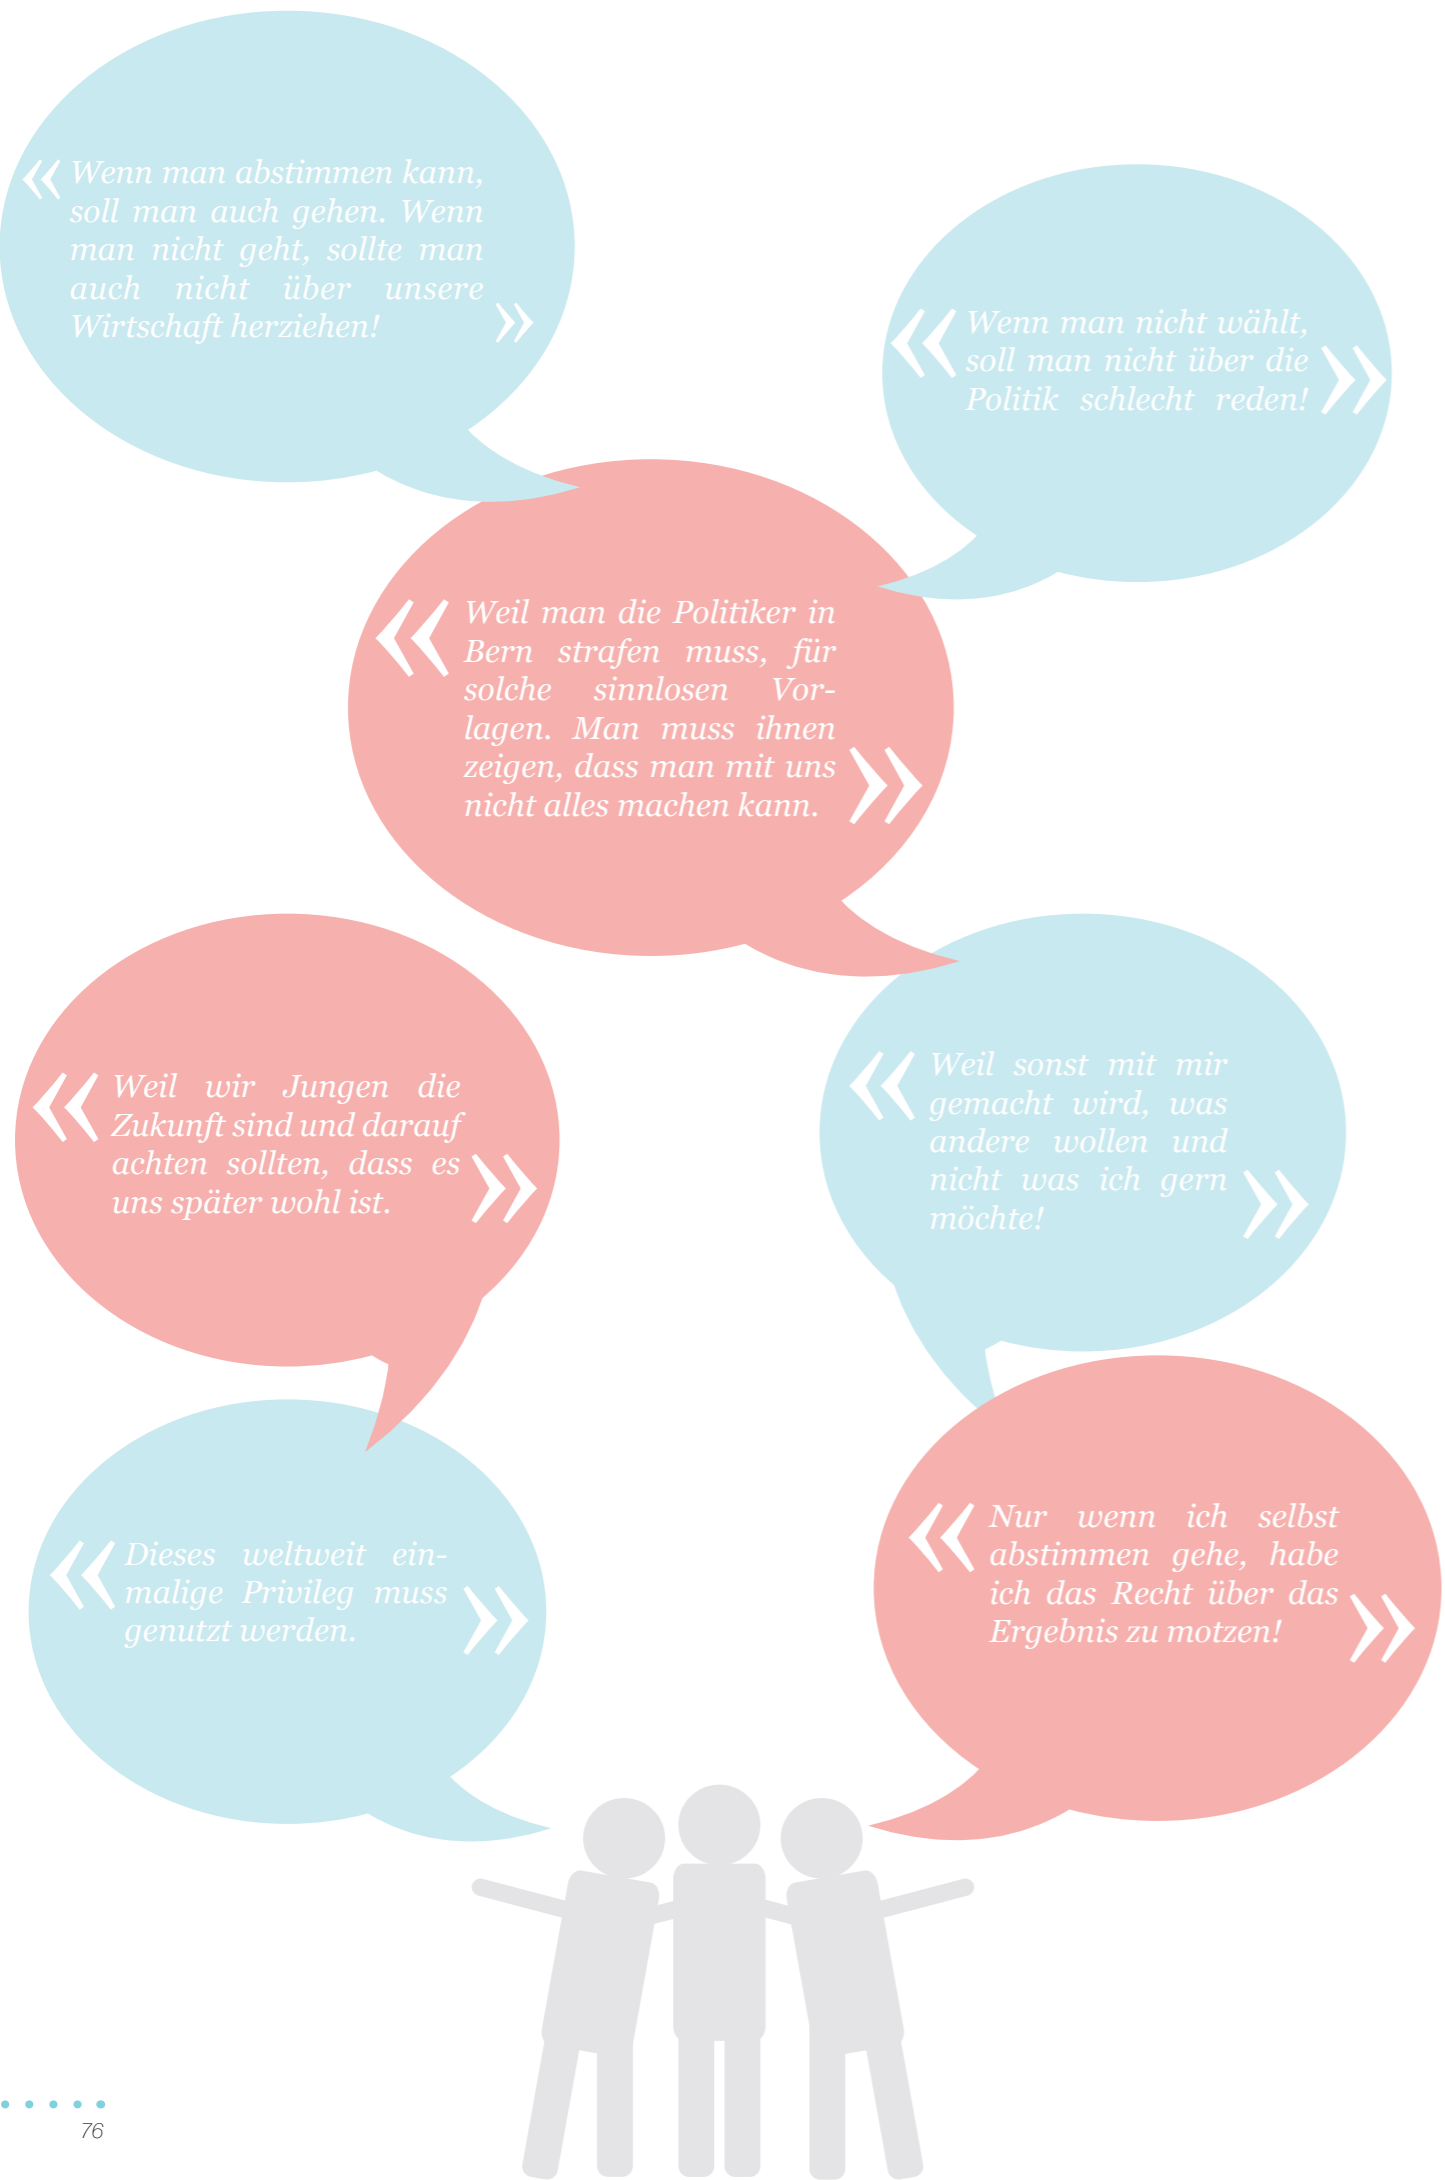 « Wenn man abstimmen kann,
soll man auch gehen. Wenn
man nicht geht, sollte man
auch nicht über unsere
Wirtschaft herziehen! »
« Wenn man nicht wählt,
soll man nicht über die
Politik schlecht reden! »
« Weil man die Politiker in
Bern strafen muss, für
solche sinnlosen Vor-
lagen. Man muss ihnen
zeigen, dass man mit uns
nicht alles machen kann. »
« Weil wir Jungen die
Zukunft sind und darauf
achten sollten, dass es
uns später wohl ist. »
« Weil sonst mit mir
gemacht wird, was
andere wollen und
nicht was ich gern
möchte! »
« Dieses weltweit ein-
malige Privileg muss
genutzt werden. »
« Nur wenn ich selbst
abstimmen gehe, habe
ich das Recht über das
Ergebnis zu motzen! »
76